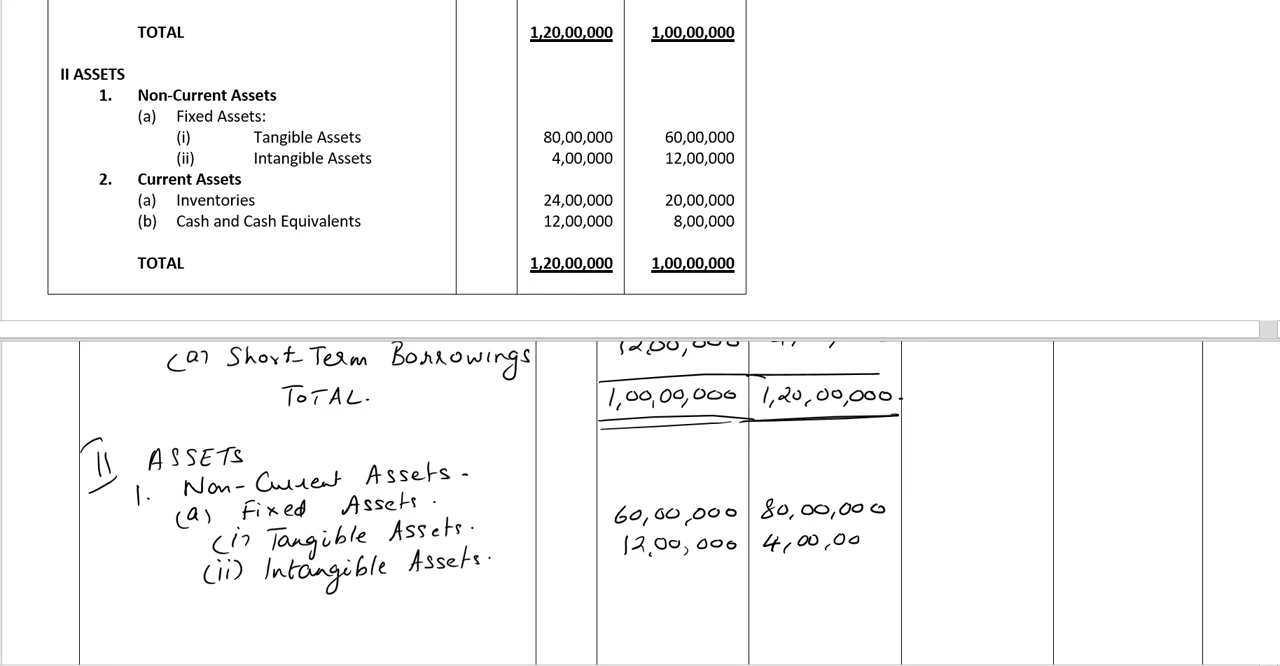 TOTAL 1,20,00,000 1,00,00,000
II ASSETS
1. Non-Current Assets
(a) Fixed Assets:
(i) Tangible Assets 80,00,000 60,00,000
(ii) Intangible Assets 4,00,000 12,00,000
2. Current Assets
(a) Inventories 24,00,000 20,00,000
(b) Cash and Cash Equivalents 12,00,000 8,00,000
TOTAL 1,20,00,000 1,00,00,000
(a) Short Term Borrowings
TOTAL. 1,00,00,000 1,20,00,000.
II ASSETS
1. Non-Current Assets -
(a) Fixed Assets.
(i) Tangible Assets. 60,00,000 80,00,000
(ii) Intangible Assets. 12,00,000 4,00,00